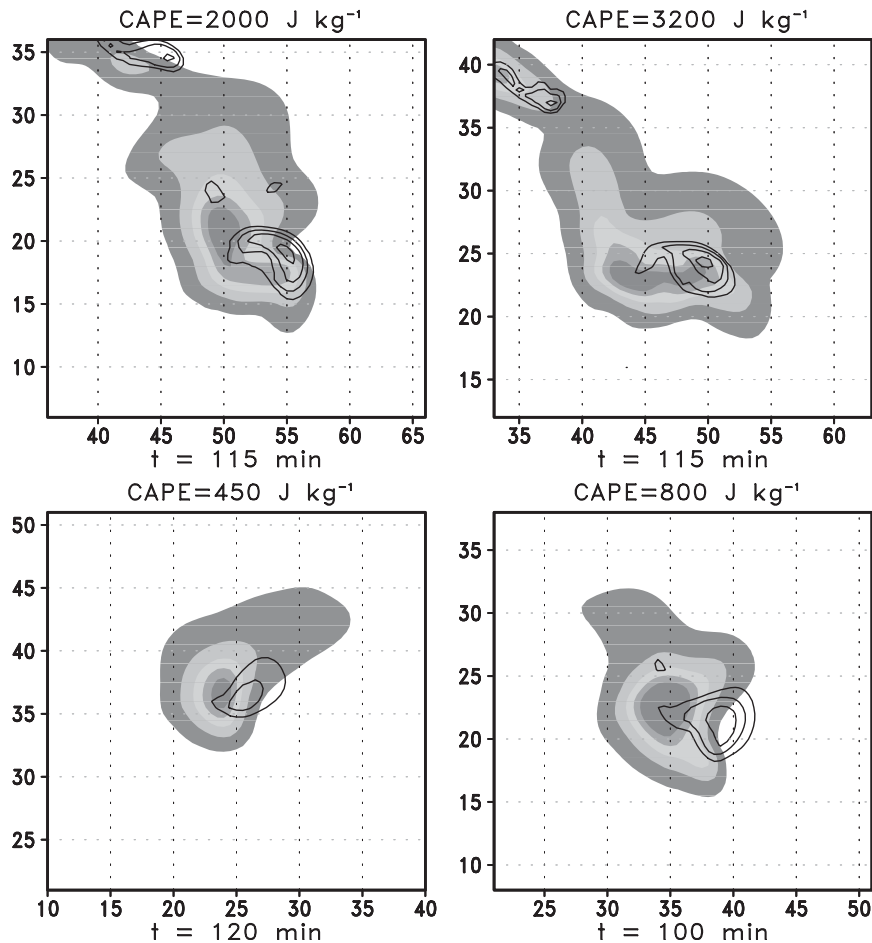 CAPE=2000 J kg⁻¹
35
30
25
20
15
10
40 45 50 55 60 65
t = 115 min
CAPE=3200 J kg⁻¹
40
35
30
25
20
15
35 40 45 50 55 60
t = 115 min
CAPE=450 J kg⁻¹
50
45
40
35
30
25
10 15 20 25 30 35 40
t = 120 min
CAPE=800 J kg⁻¹
35
30
25
20
15
10
25 30 35 40 45 50
t = 100 min